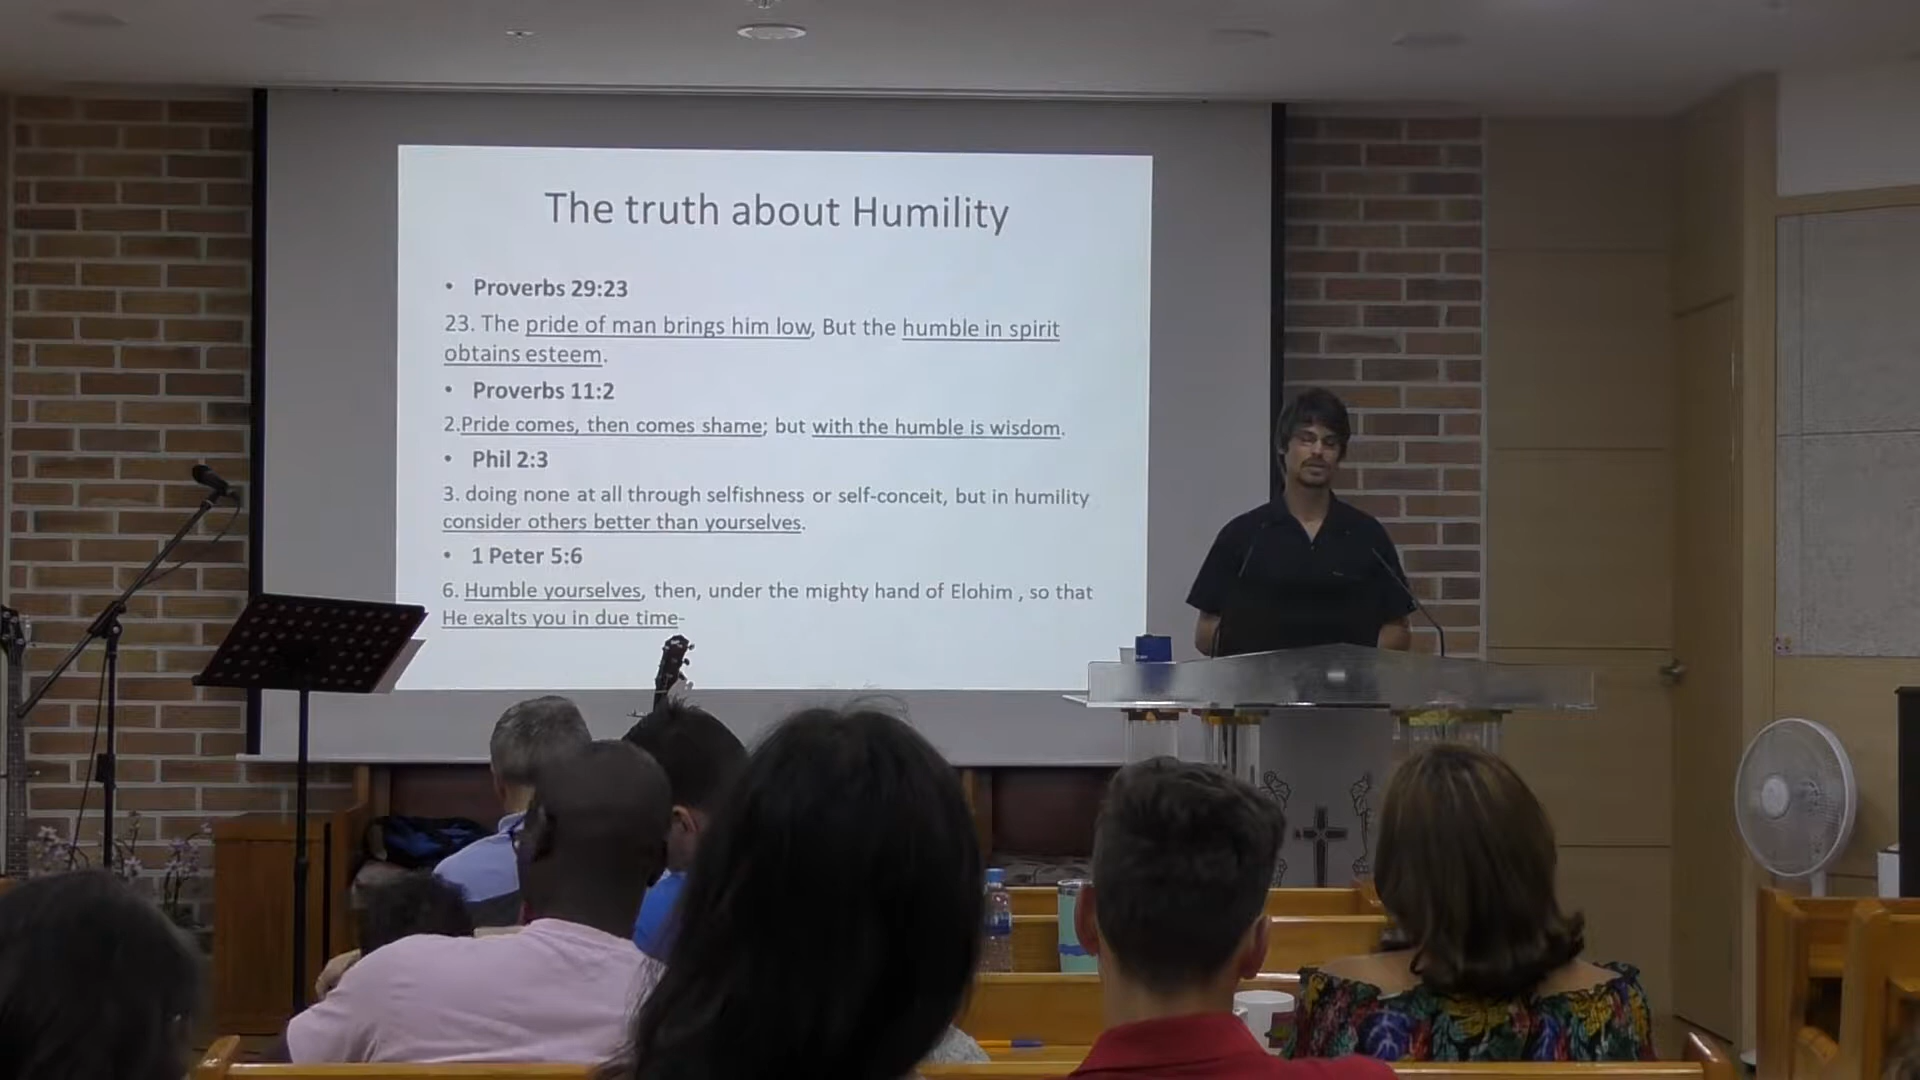 The truth about Humility
• Proverbs 29:23
23. The pride of man brings him low, But the humble in spirit
obtains esteem.
• Proverbs 11:2
2.Pride comes, then comes shame; but with the humble is wisdom.
• Phil 2:3
3. doing none at all through selfishness or self-conceit, but in humility
consider others better than yourselves.
• 1 Peter 5:6
6. Humble yourselves, then, under the mighty hand of Elohim , so that
He exalts you in due time-